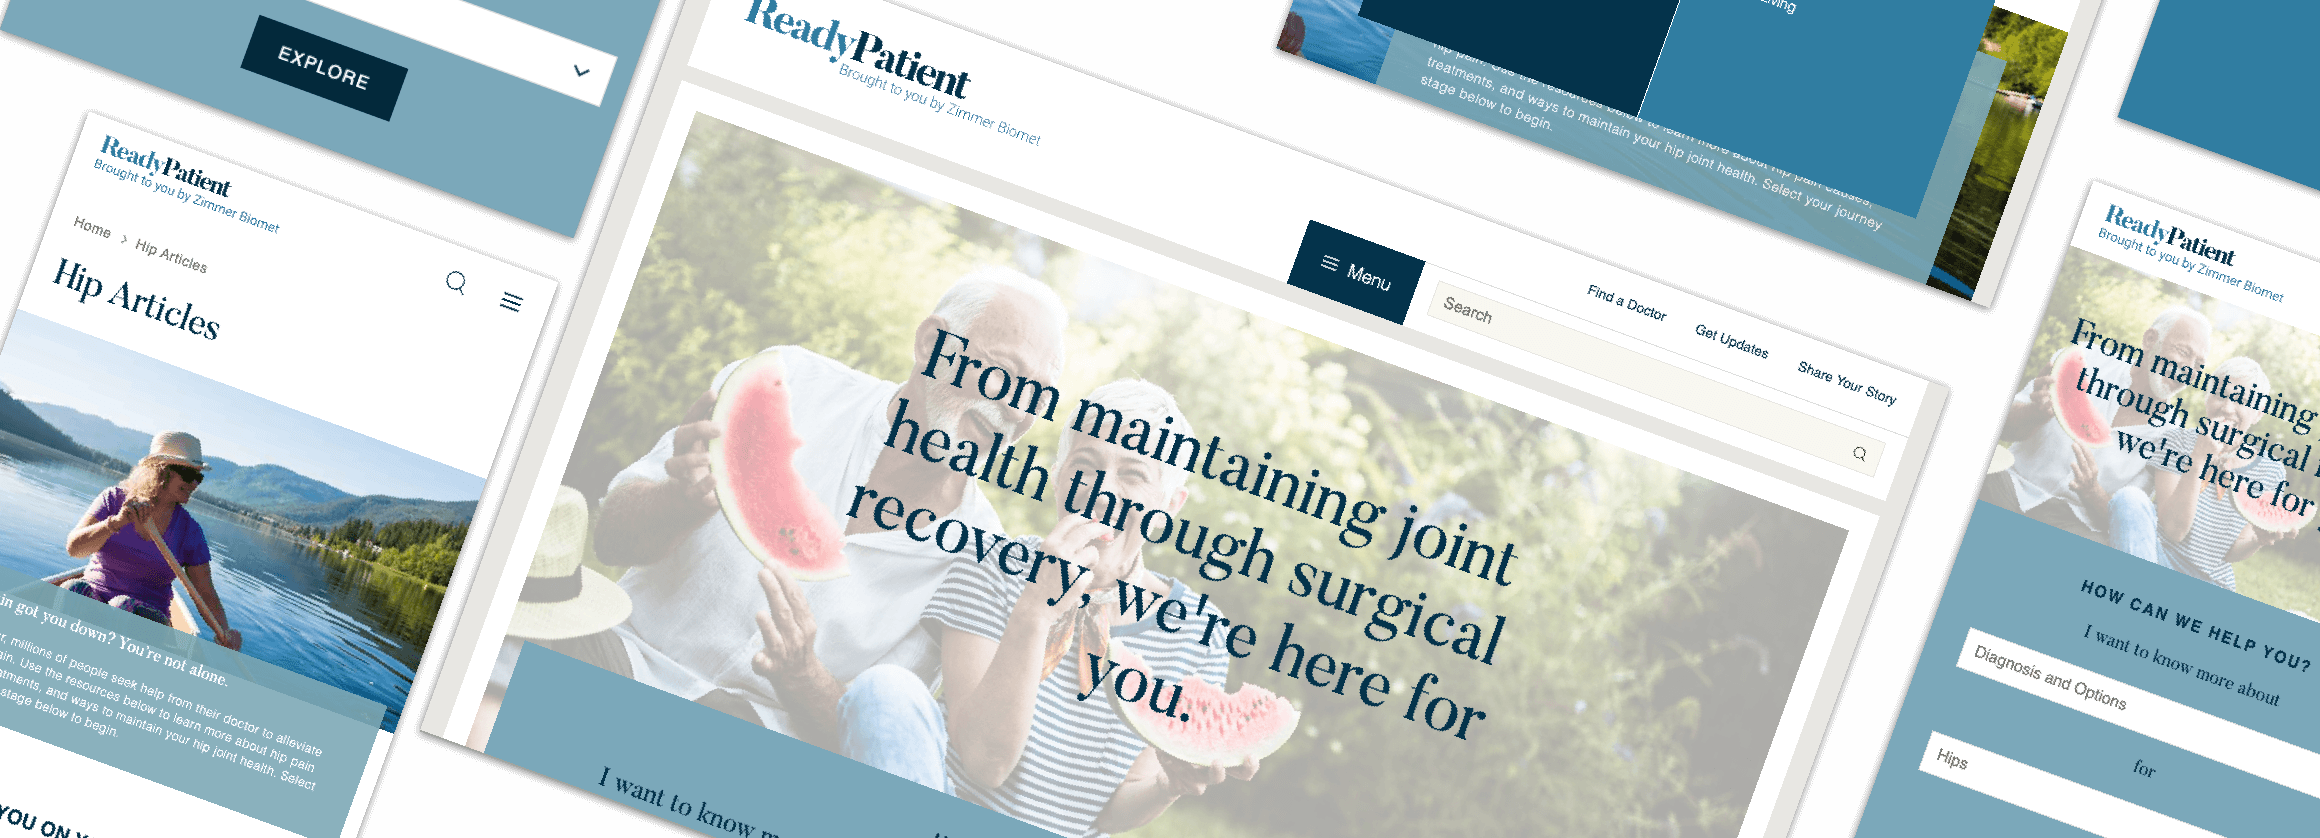 EXPLORE
ReadyPatient
Brought to you by Zimmer Biomet
Home > Hip Articles
Hip Articles
in got you down? You're not alone.
, millions of people seek help from their doctor to alleviate
ain. Use the resources below to learn more about hip pain
tments, and ways to maintain your hip joint health. Select
stage below to begin.
YOU ON
ReadyPatient
Brought to you by Zimmer Biomet
Menu
Search
Find a Doctor
Get Updates
Share Your Story
From maintaining joint
health through surgical
recovery, we're here for
you.
I want to know
Living
hip pain. Use the resources below to learn more about hip pain causes,
treatments, and ways to maintain your hip joint health. Select your journey
stage below to begin.
ReadyPatient
Brought to you by Zimmer Biomet
From maintaining
through surgical
we're here for
HOW CAN WE HELP YOU?
I want to know more about
Diagnosis and Options
for
Hips